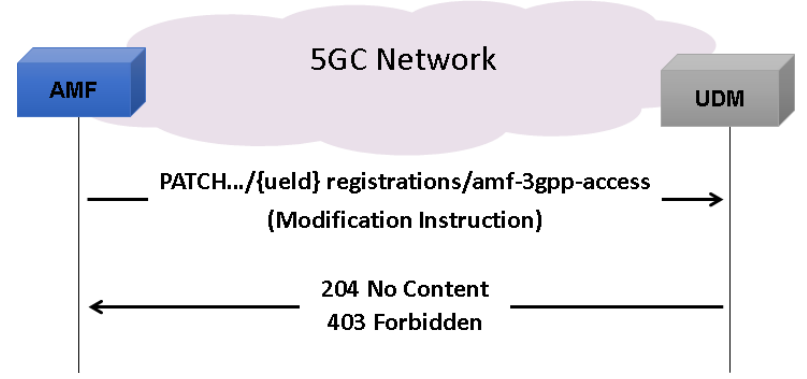 5GC Network
AMF
UDM
PATCH.../{ueId} registrations/amf-3gpp-access
(Modification Instruction)
204 No Content
403 Forbidden